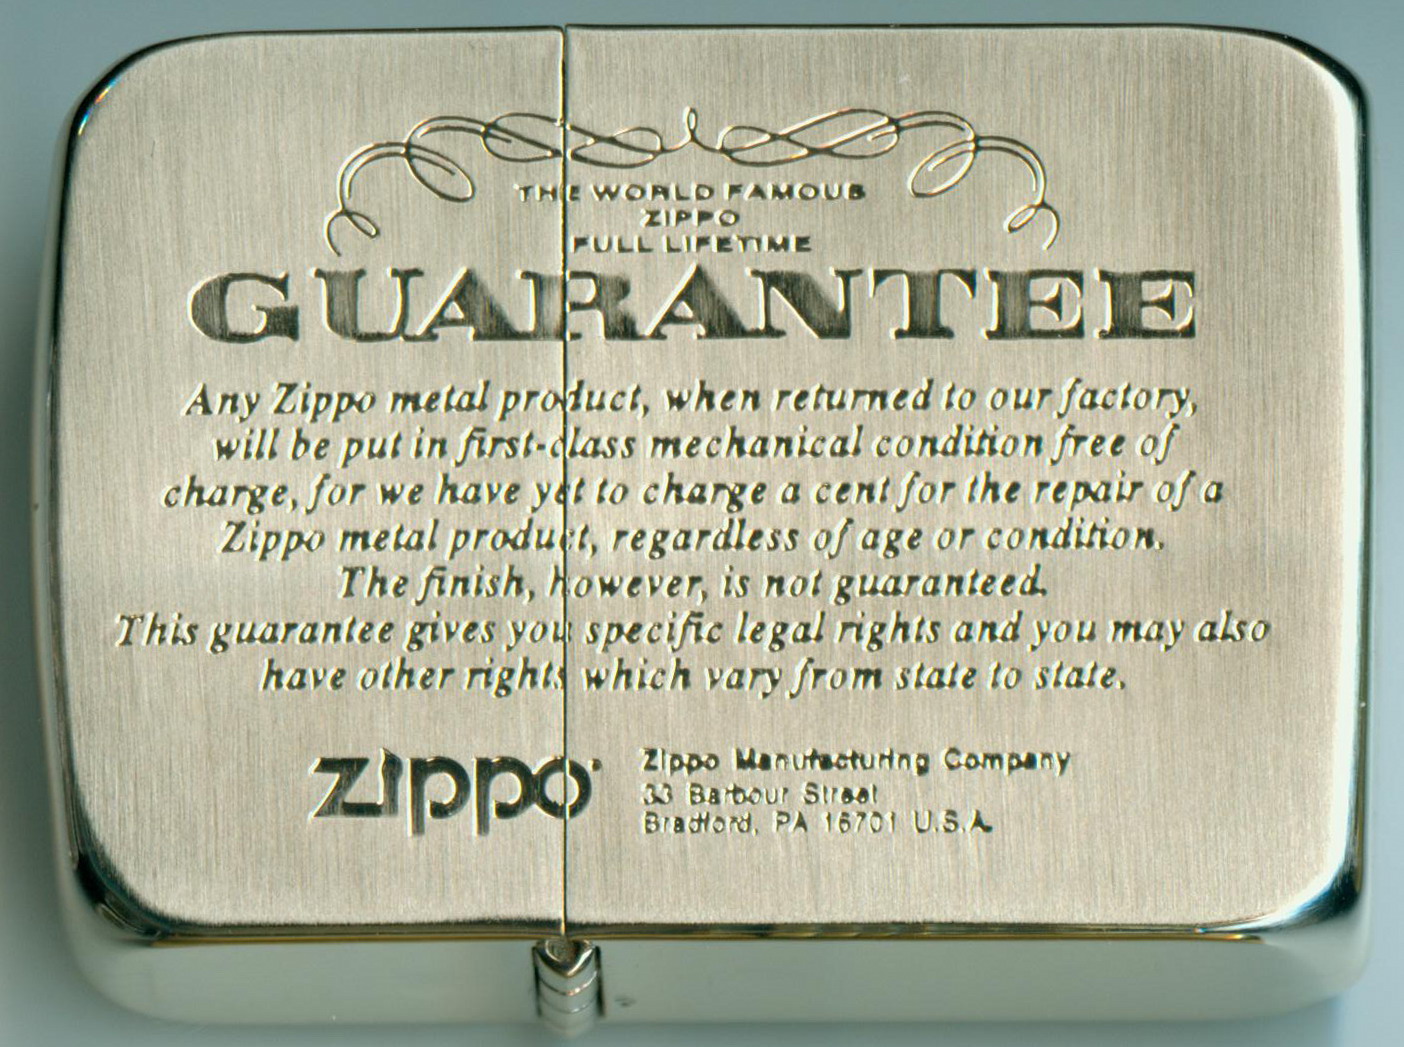 THE WORLD FAMOUS
ZIPPO
FULL LIFETIME
GUARANTEE
Any Zippo metal product, when returned to our factory,
will be put in first-class mechanical condition free of
charge, for we have yet to charge a cent for the repair of a
Zippo metal product, regardless of age or condition.
The finish, however, is not guaranteed.
This guarantee gives you specific legal rights and you may also
have other rights which vary from state to state.
zippo
Zippo Manufacturing Company
33 Barbour Street
Bradford, PA 16701 U.S.A.